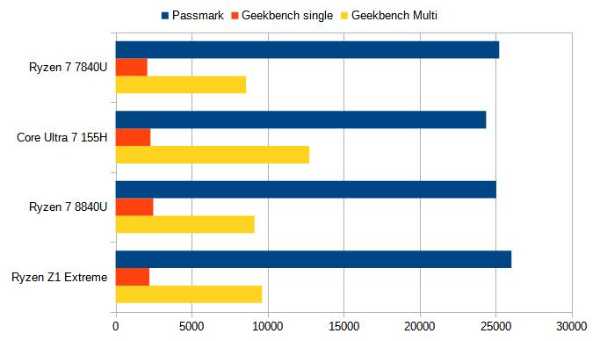 Passmark Geekbench single Geekbench Multi
Ryzen 7 7840U
Core Ultra 7 155H
Ryzen 7 8840U
Ryzen Z1 Extreme
0 5000 10000 15000 20000 25000 30000